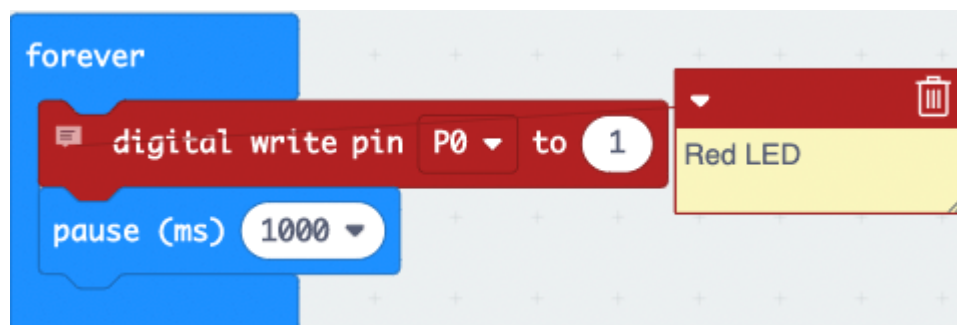 forever
digital write pin P0 to 1
Red LED
pause (ms) 1000